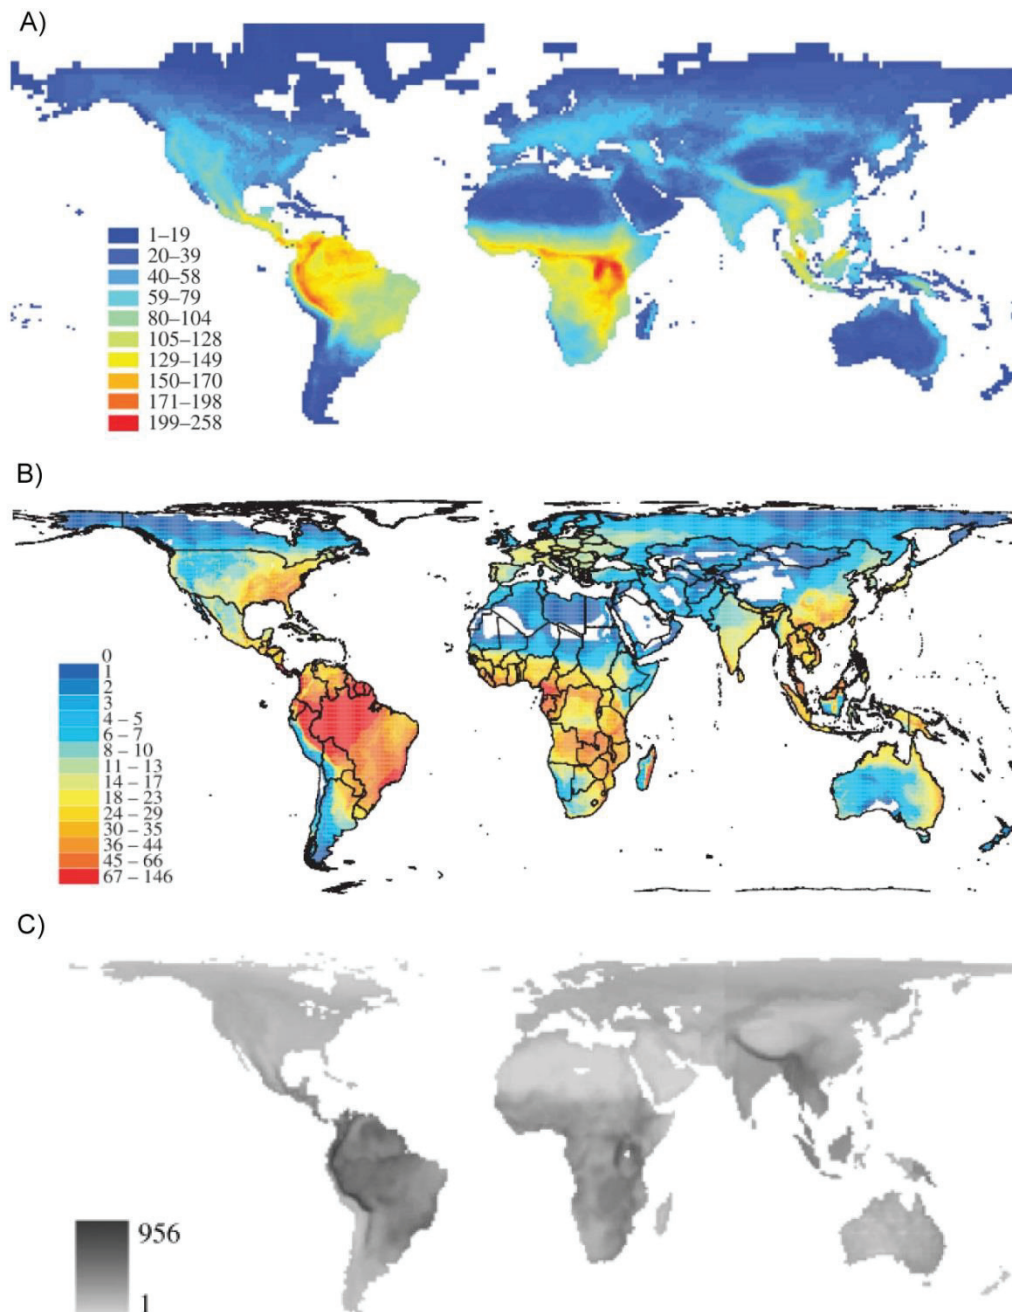 A)
1–19
20–39
40–58
59–79
80–104
105–128
129–149
150–170
171–198
199–258
B)
0
1
2
3
4 – 5
6 – 7
8 – 10
11 – 13
14 – 17
18 – 23
24 – 29
30 – 35
36 – 44
45 – 66
67 – 146
C)
956
1